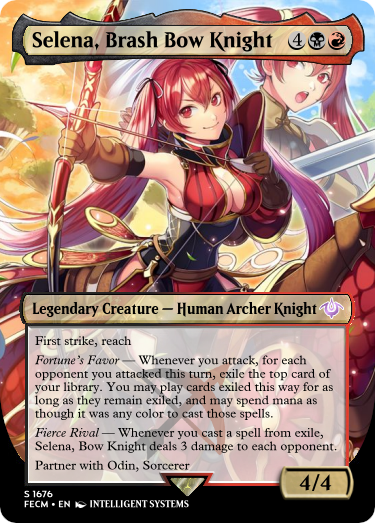 Selena, Brash Bow Knight 4
Legendary Creature — Human Archer Knight
First strike, reach
Fortune's Favor — Whenever you attack, for each
opponent you attacked this turn, exile the top card of
your library. You may play cards exiled this way for as
long as they remain exiled, and may spend mana as
though it was any color to cast those spells.
Fierce Rival — Whenever you cast a spell from exile,
Selena, Bow Knight deals 3 damage to each opponent.
Partner with Odin, Sorcerer
4/4
S 1676
FECM • EN INTELLIGENT SYSTEMS